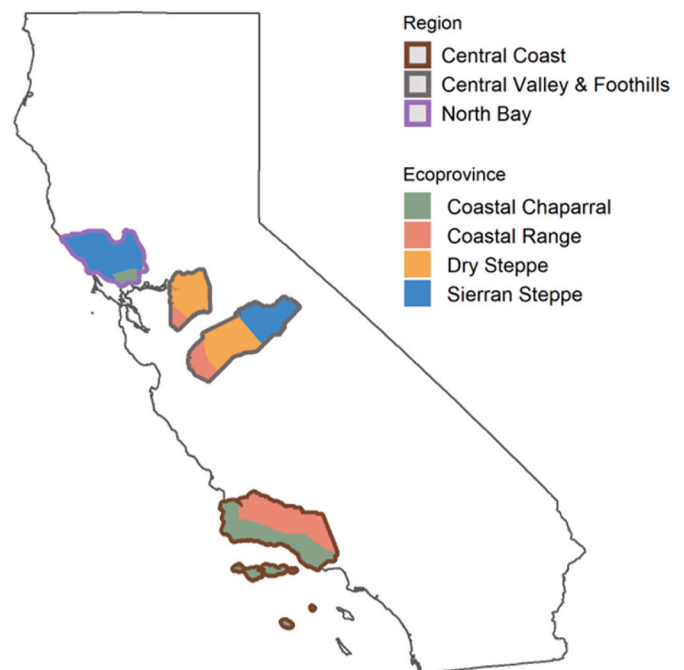 Region
Central Coast
Central Valley & Foothills
North Bay
Ecoprovince
Coastal Chaparral
Coastal Range
Dry Steppe
Sierran Steppe